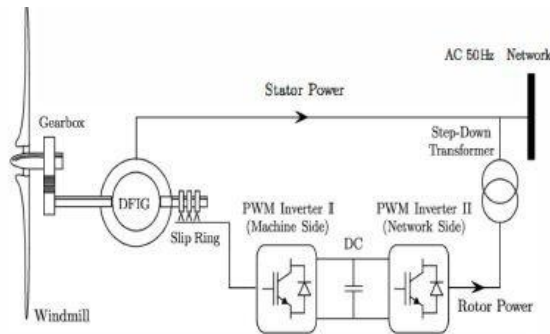 AC 50Hz Network
Stator Power
Gearbox
Step-Down
Transformer
DFIG
PWM Inverter II
(Machine Side)
PWM Inverter II
(Network Side)
DC
Slip Ring
Rotor Power
Windmill